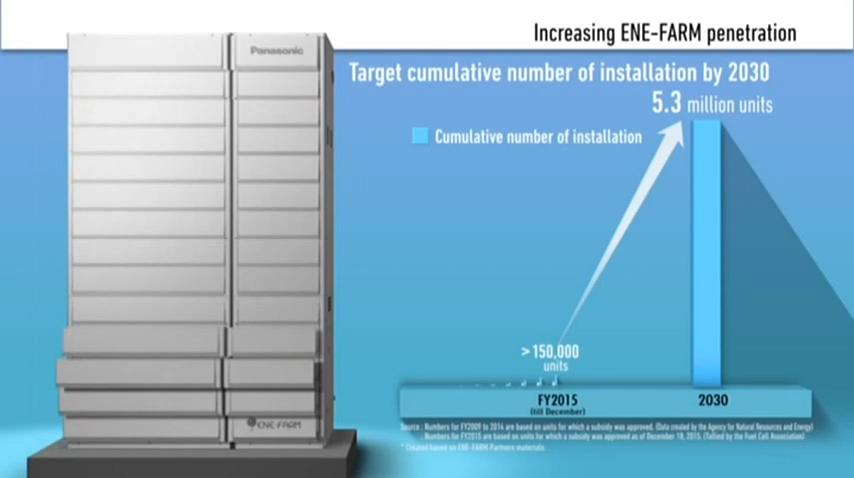 Increasing ENE-FARM penetration
Panasonic
Target cumulative number of installation by 2030
5.3 million units
Cumulative number of installation
> 150,000
units
FY2015
(till December)
2030
Source : Numbers for FY2009 to 2014 are based on units for which a subsidy was approved. (Data created by the Agency for Natural Resources and Energy)
: Numbers for FY2015 are based on units for which a subsidy was approved as of December 18, 2015. (Tallied by the Fuel Cell Association)
* Created based on ENE-FARM Partners materials.
ENE-FARM